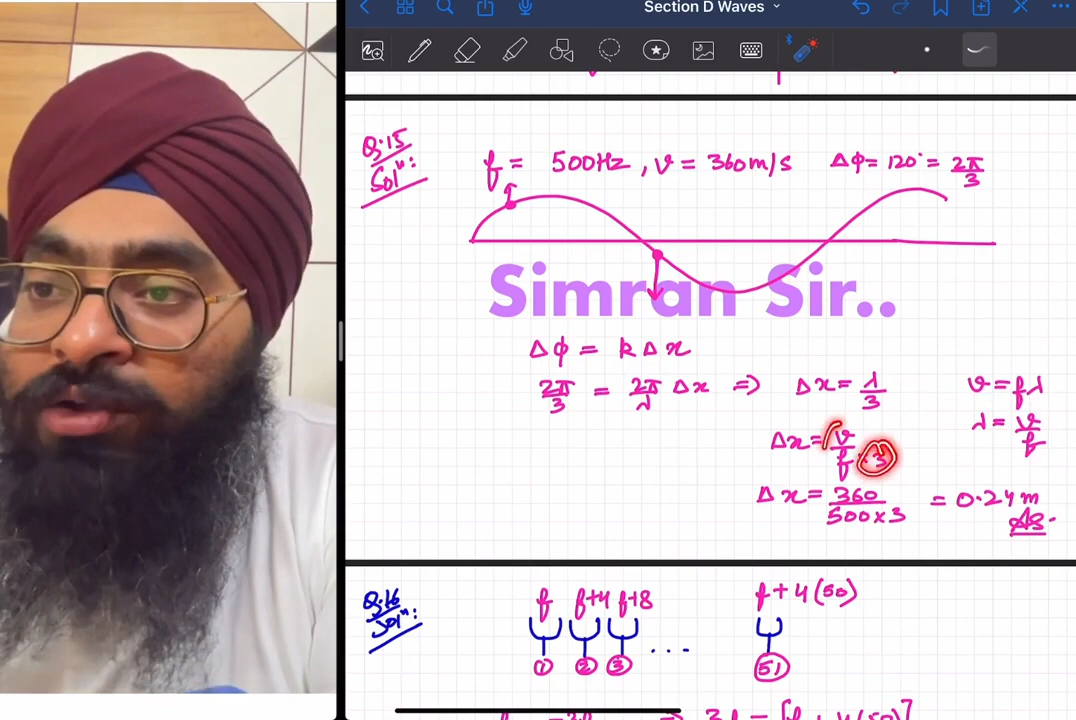 Section D Waves
Q.15
Solⁿ:
f = 500Hz, v = 360m/s Δφ = 120° = 2π/3
Simran Sir..
Δφ = kΔx
2π/3 = 2π/λ Δx ⇒ Δx = λ/3
v = fλ
λ = v/f
Δx = v/f·3
Δx = 360/500×3 = 0.24m
As.
Q.16
Solⁿ:
f f+4 f+8 f+4(50)
1 2 3 ... 51